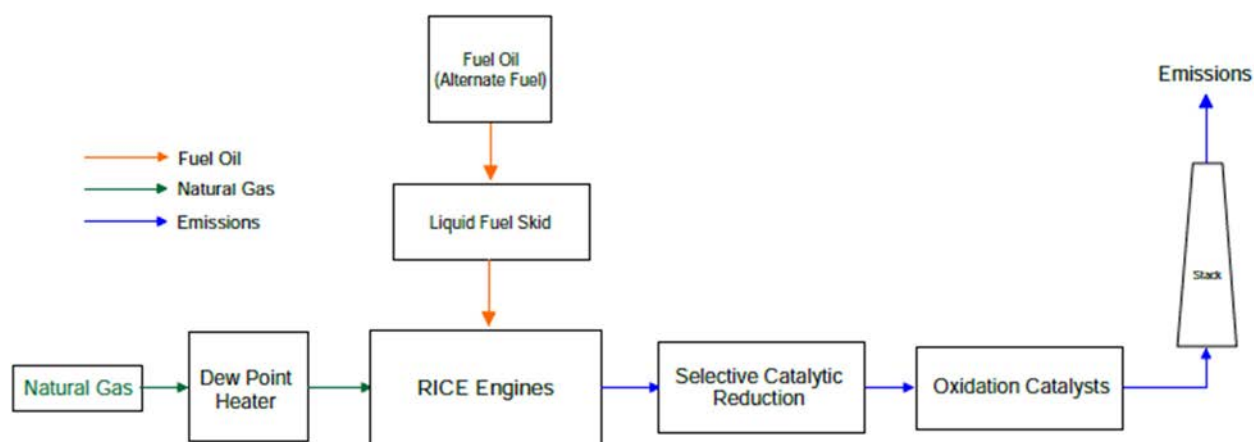 Fuel Oil
(Alternate Fuel)
Emissions
Fuel Oil
Natural Gas
Emissions
Liquid Fuel Skid
Stack
Natural Gas
Dew Point
Heater
RICE Engines
Selective Catalytic
Reduction
Oxidation Catalysts